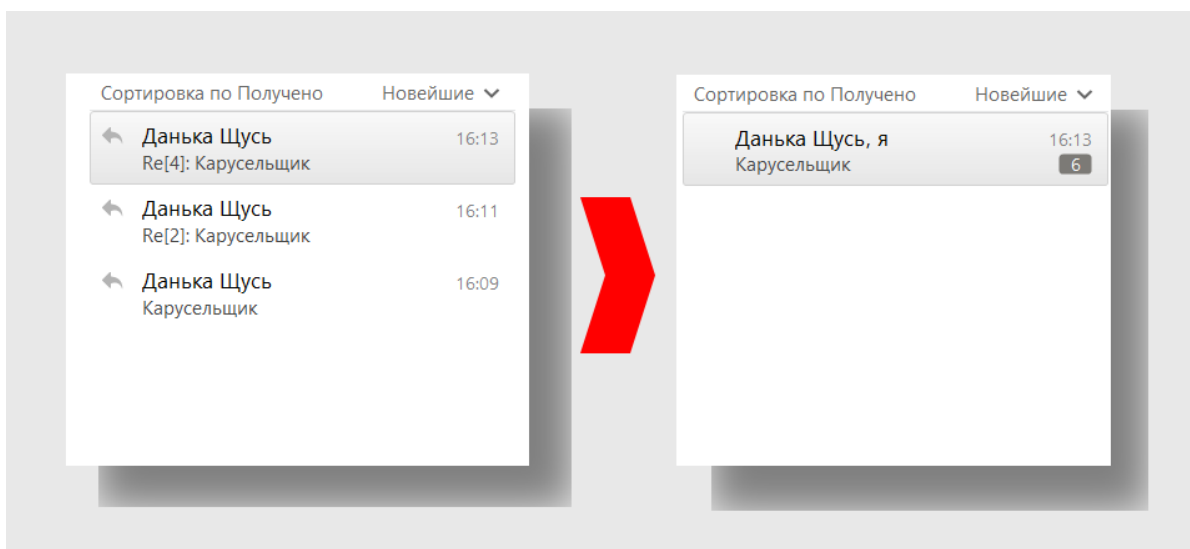 Сортировка по Получено Новейшие
Данька Щусь 16:13
Re[4]: Карусельщик
Данька Щусь 16:11
Re[2]: Карусельщик
Данька Щусь 16:09
Карусельщик
Сортировка по Получено Новейшие
Данька Щусь, я 16:13
Карусельщик 6